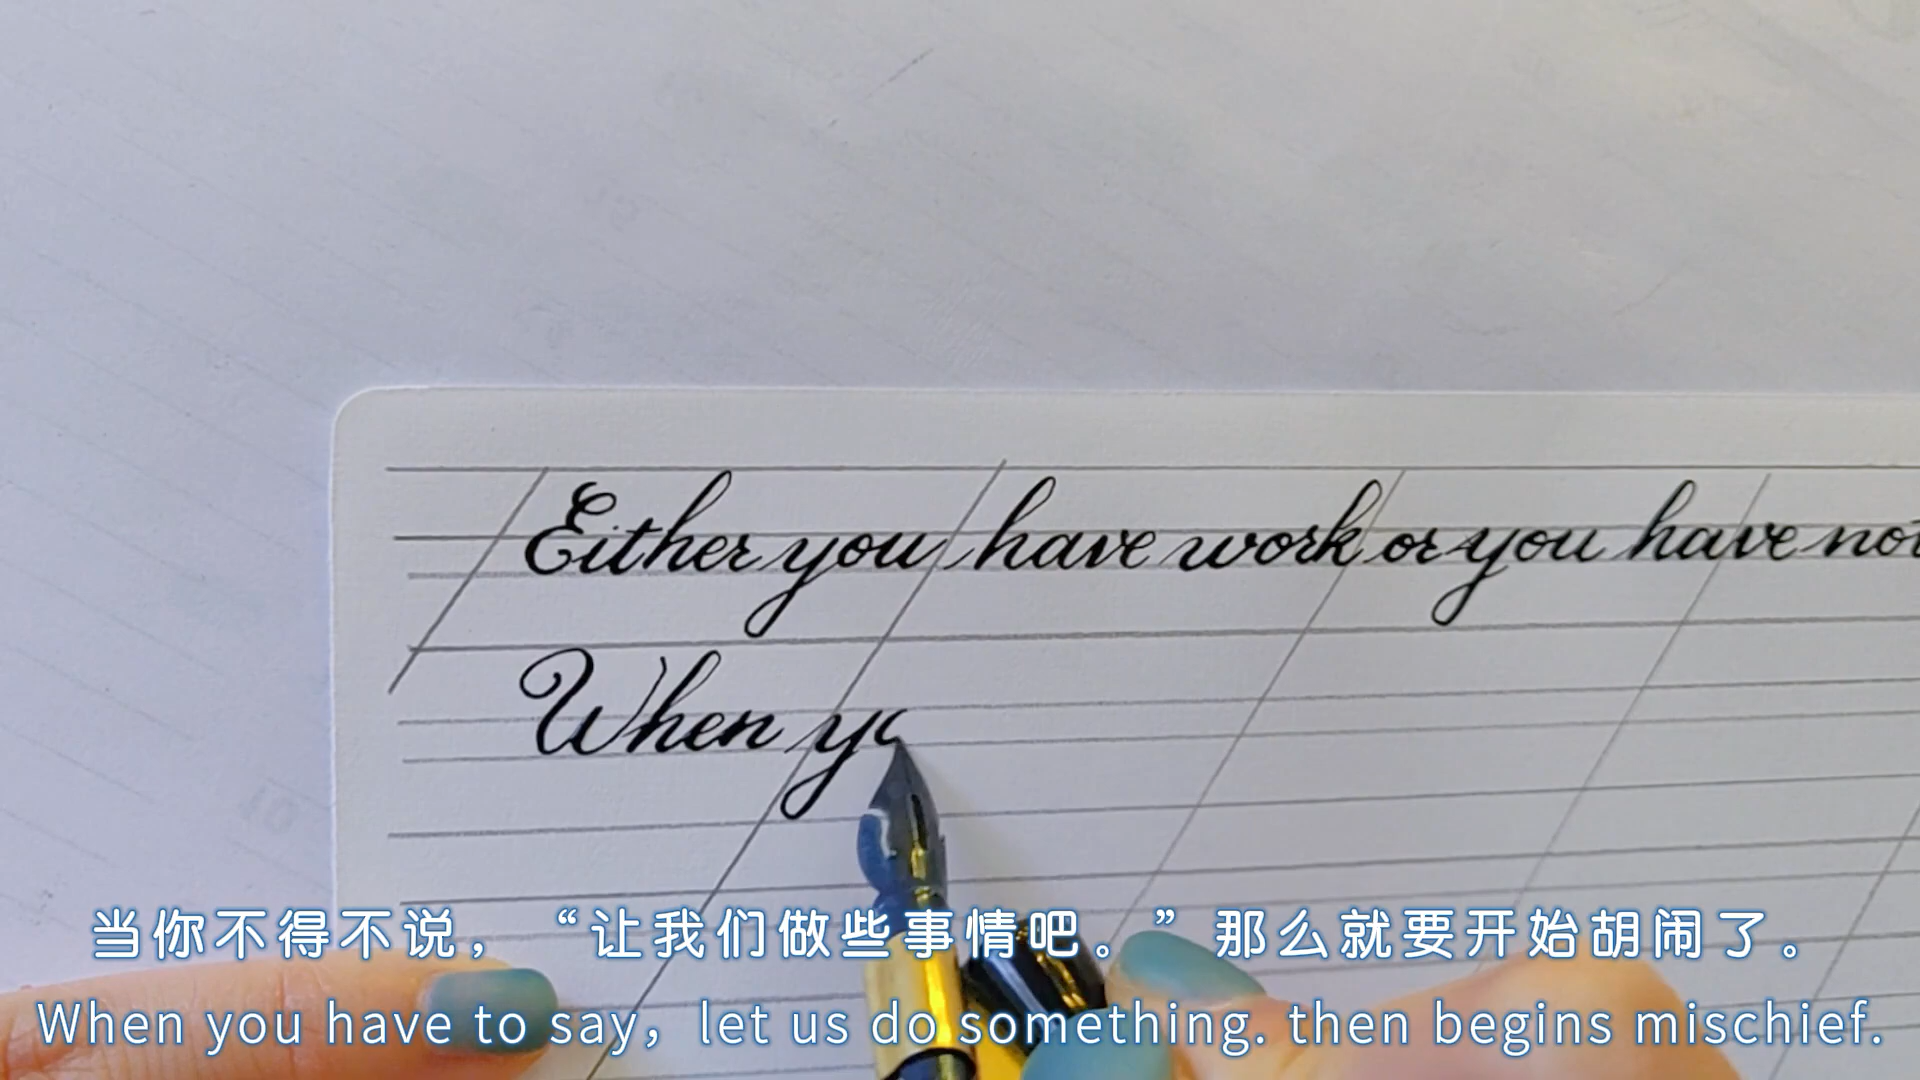 Either you have work or you have not
When yo
当你不得不说，“让我们做些事情吧。”那么就要开始胡闹了。
When you have to say, let us do something. then begins mischief.